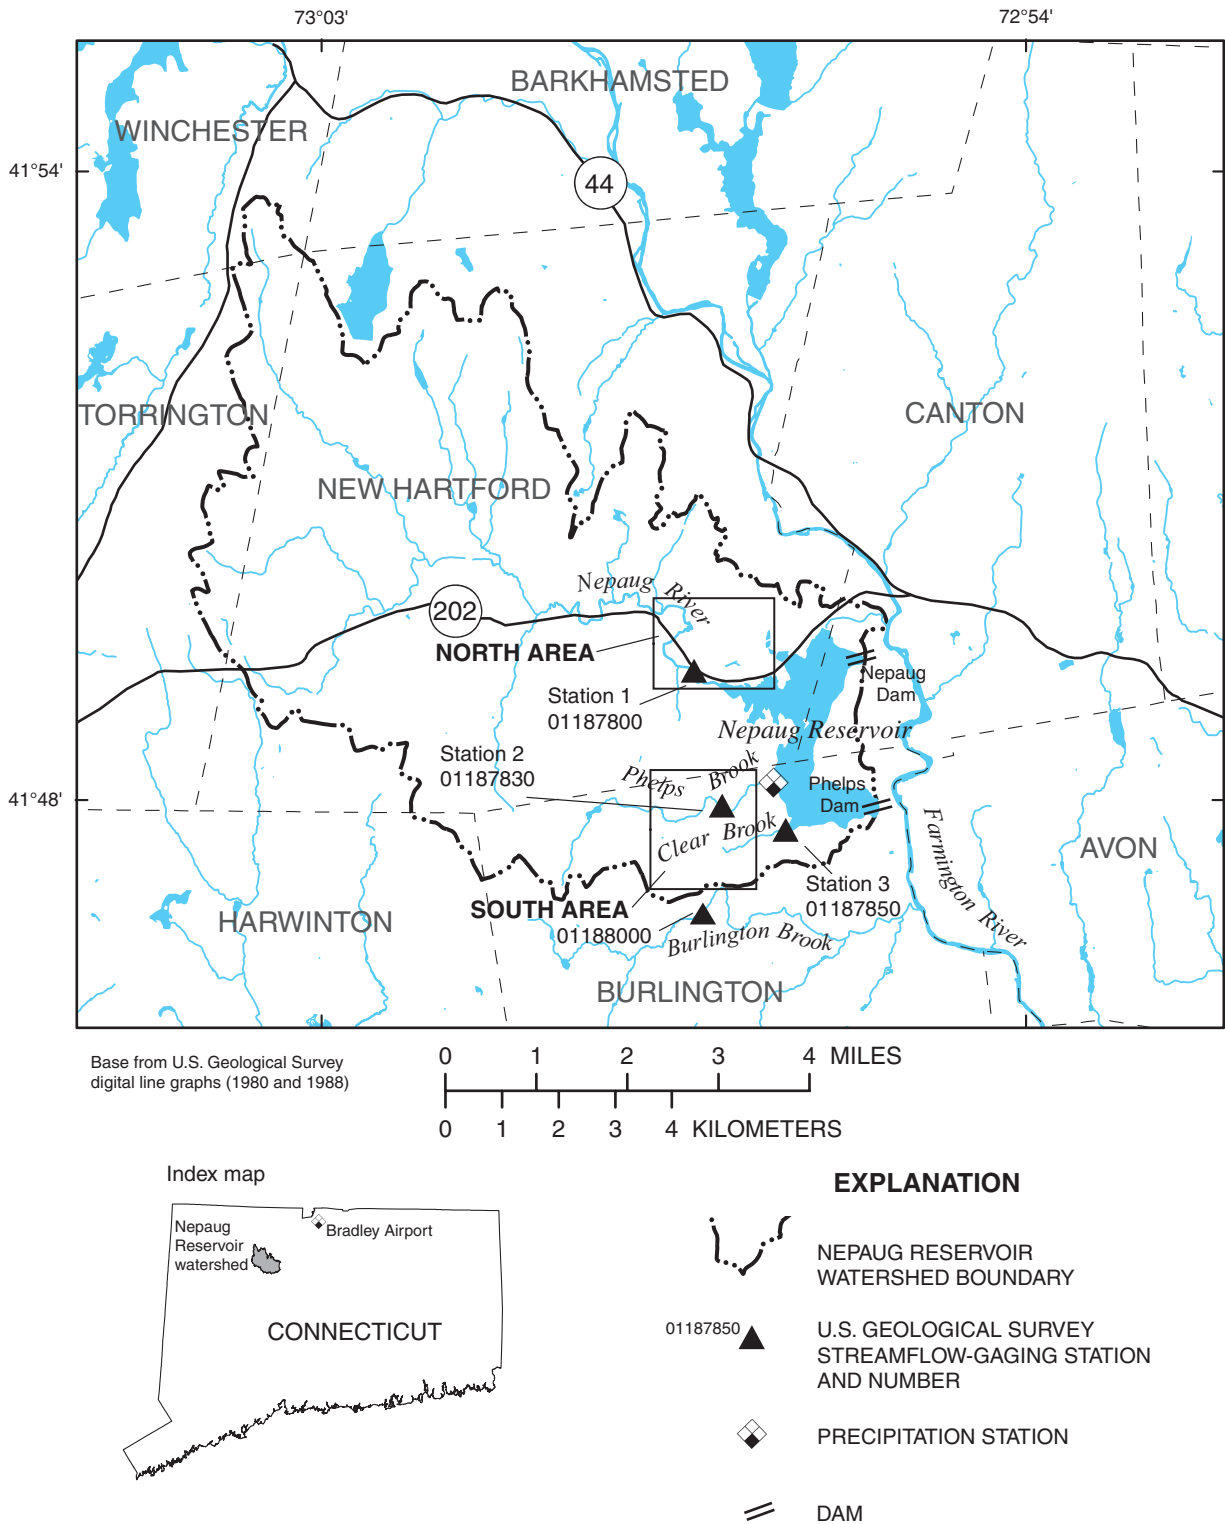 73°03'
72°54'
BARKHAMSTED
WINCHESTER
41°54'
44
TORRINGTON
CANTON
NEW HARTFORD
Nepaug River
202
NORTH AREA
Nepaug
Dam
Station 1
01187800
Nepaug Reservoir
Station 2
01187830
Phelps Brook
Phelps
Dam
41°48'
Clear Brook
Farmington River
AVON
Station 3
01187850
SOUTH AREA
HARWINTON
01188000
Burlington Brook
BURLINGTON
Base from U.S. Geological Survey
digital line graphs (1980 and 1988)
0 1 2 3 4 MILES
0 1 2 3 4 KILOMETERS
Index map
Nepaug
Reservoir
watershed
Bradley Airport
CONNECTICUT
EXPLANATION
NEPAUG RESERVOIR
WATERSHED BOUNDARY
01187850
U.S. GEOLOGICAL SURVEY
STREAMFLOW-GAGING STATION
AND NUMBER
PRECIPITATION STATION
DAM